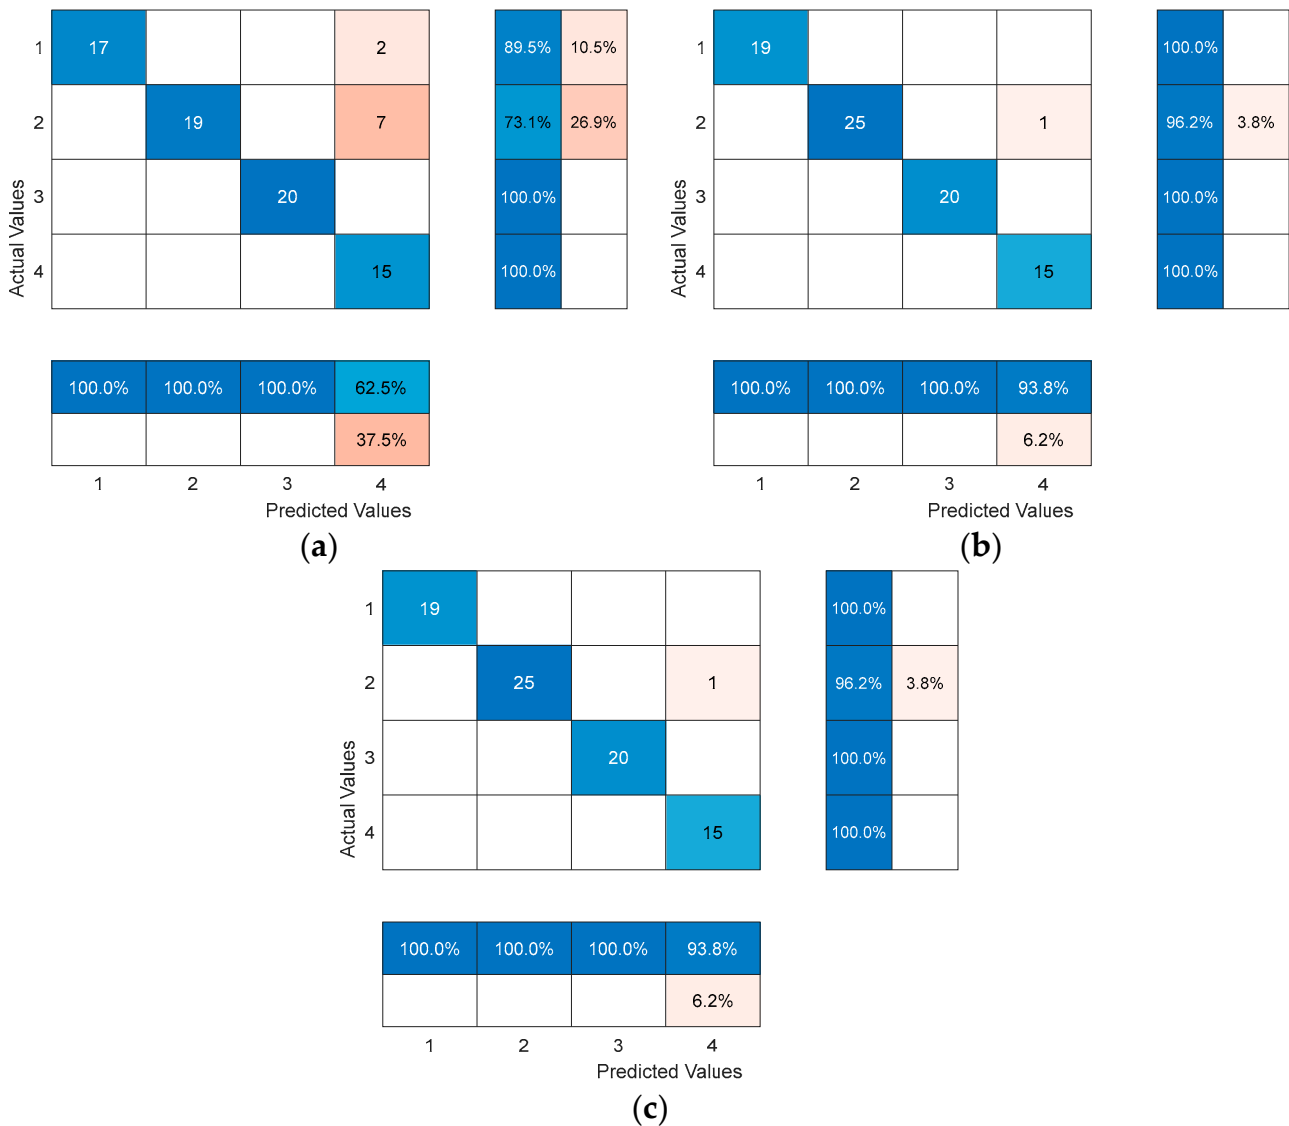 1 17 2 89.5% 10.5%
2 19 7 73.1% 26.9%
3 20 100.0%
4 15 100.0%
Actual Values
100.0% 100.0% 100.0% 62.5%
37.5%
1 2 3 4
Predicted Values
(a)
1 19 100.0%
2 25 1 96.2% 3.8%
3 20 100.0%
4 15 100.0%
Actual Values
100.0% 100.0% 100.0% 93.8%
6.2%
1 2 3 4
Predicted Values
(b)
1 19 100.0%
2 25 1 96.2% 3.8%
3 20 100.0%
4 15 100.0%
Actual Values
100.0% 100.0% 100.0% 93.8%
6.2%
1 2 3 4
Predicted Values
(c)